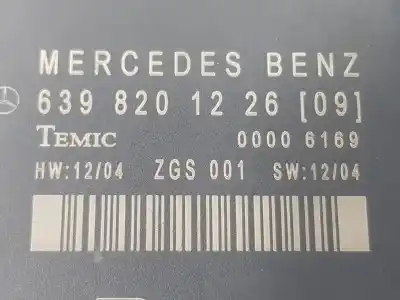 MERCEDES BENZ
639 820 12 26 [09]
TEMIC 0000 6169
HW:12/04 ZGS 001 SW:12/04